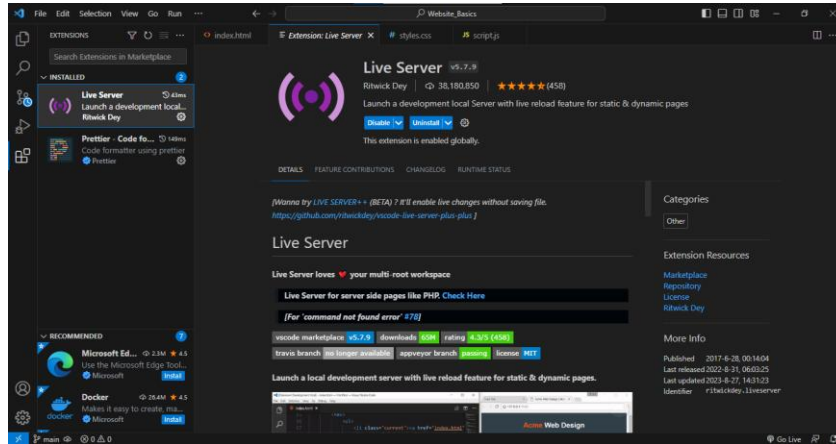 File Edit Selection View Go Run ···
Website_Basics
EXTENSIONS
index.html
Extension: Live Server
# styles.css
JS script.js
Search Extensions in Marketplace
INSTALLED 2
Live Server 43ms
Launch a development local...
Ritwick Dey
Prettier - Code fo... 149ms
Code formatter using prettier
Prettier
RECOMMENDED 7
Microsoft Ed... 2.3M ★ 4.5
Use the Microsoft Edge Tool...
Microsoft Install
Docker 26.4M ★ 4.5
Makes it easy to create, ma...
Microsoft Install
docker
Live Server v5.7.9
Ritwick Dey | 38,180,850 | ★★★★★(458)
Launch a development local Server with live reload feature for static & dynamic pages
Disable Uninstall
This extension is enabled globally.
DETAILS FEATURE CONTRIBUTIONS CHANGELOG RUNTIME STATUS
[Wanna try LIVE SERVER++ (BETA) ? It'll enable live changes without saving file.
https://github.com/ritwickdey/vscode-live-server-plus-plus ]
Live Server
Live Server loves your multi-root workspace
Live Server for server side pages like PHP. Check Here
[For 'command not found error' #78]
vscode marketplace v5.7.9 downloads 65M rating 4.3/5 (458)
travis branch no longer available appveyor branch passing license MIT
Launch a local development server with live reload feature for static & dynamic pages.
Acme Web Design
Categories
Other
Extension Resources
Marketplace
Repository
License
Ritwick Dey
More Info
Published 2017-6-28, 00:14:04
Last released 2022-8-31, 06:03:25
Last updated 2023-8-27, 14:31:23
Identifier ritwickdey.liveserver
main 0 0 Go Live